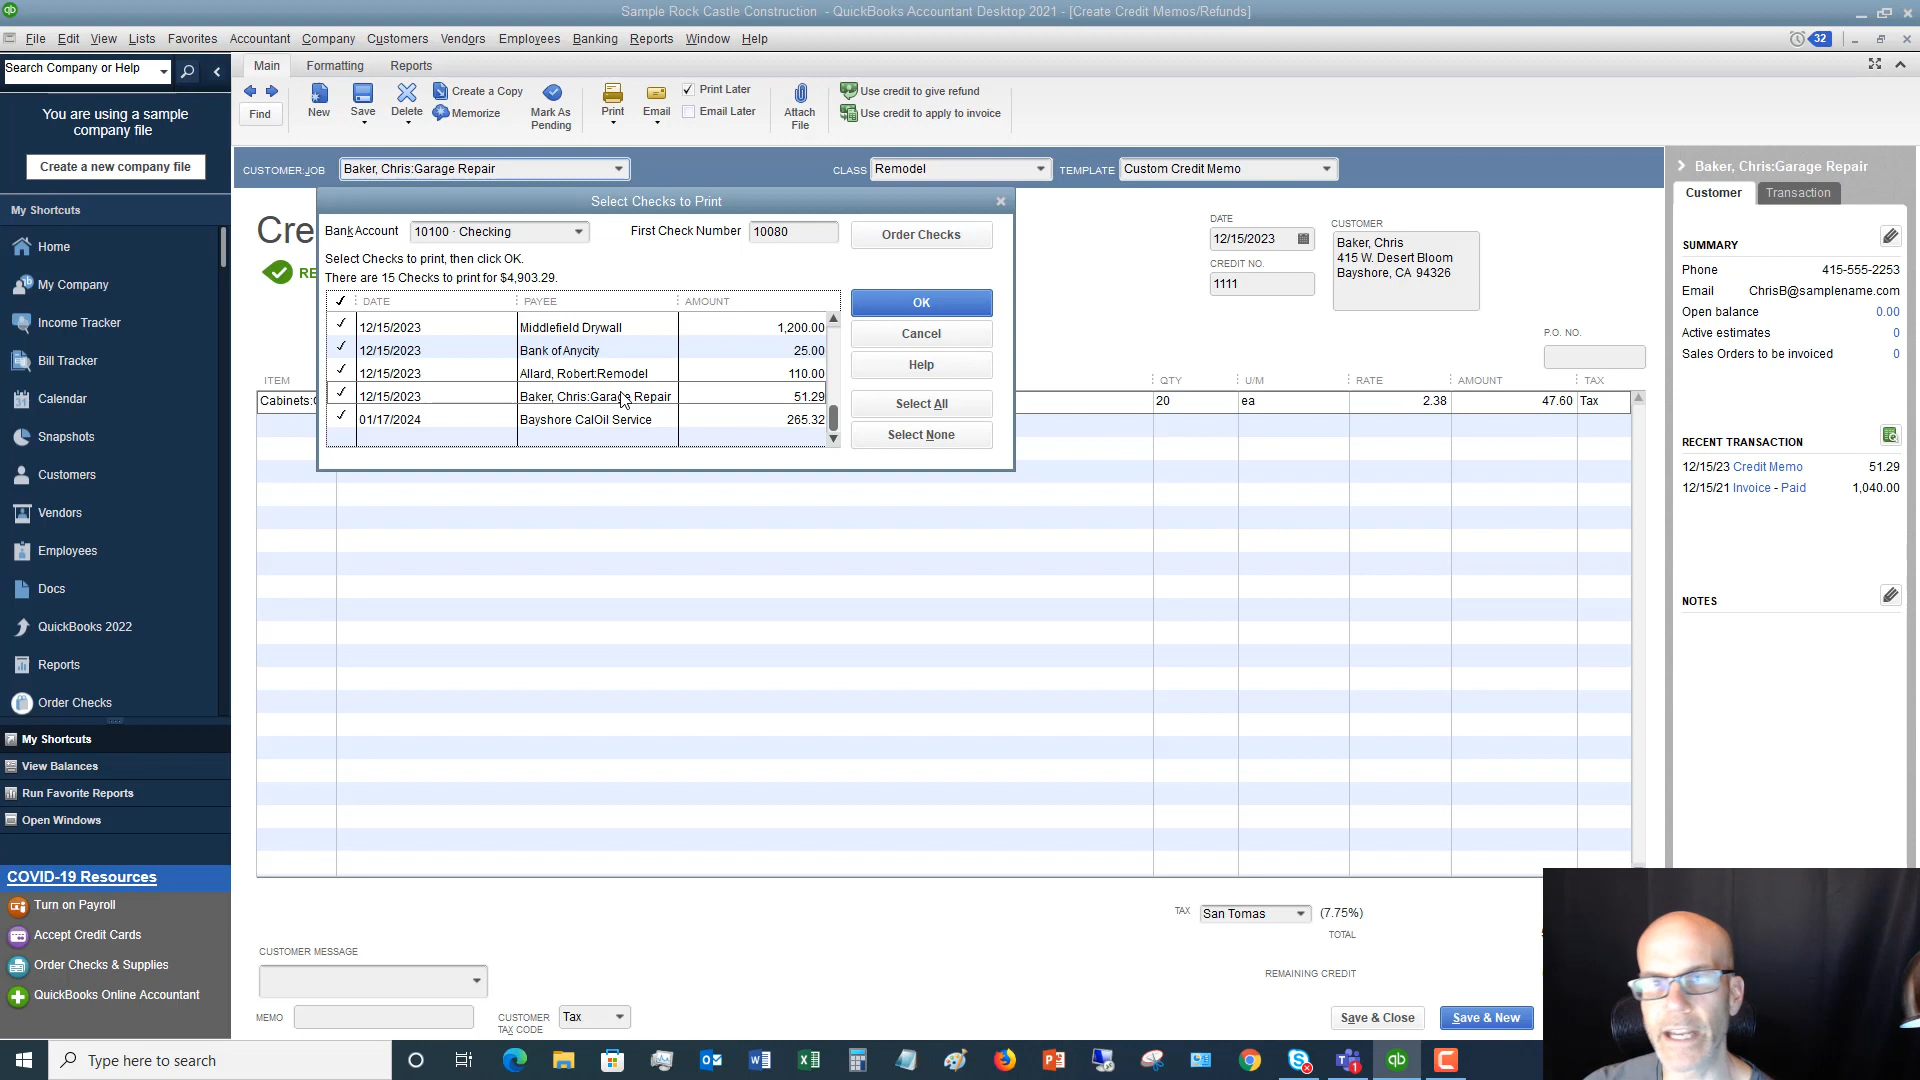 Sample Rock Castle Construction - QuickBooks Accountant Desktop 2021 - [Create Credit Memos/Refunds]
File Edit View Lists Favorites Accountant Company Customers Vendors Employees Banking Reports Window Help
32
Search Company or Help
You are using a sample
company file
Create a new company file
My Shortcuts
Home
My Company
Income Tracker
Bill Tracker
Calendar
Snapshots
Customers
Vendors
Employees
Docs
QuickBooks 2022
Reports
Order Checks
My Shortcuts
View Balances
Run Favorite Reports
Open Windows
COVID-19 Resources
Turn on Payroll
Accept Credit Cards
Order Checks & Supplies
QuickBooks Online Accountant
Main Formatting Reports
Find
New
Save
Delete
Create a Copy
Memorize
Mark As
Pending
Print
Email
Print Later
Email Later
Attach
File
Use credit to give refund
Use credit to apply to invoice
CUSTOMER:JOB Baker, Chris:Garage Repair CLASS Remodel TEMPLATE Custom Credit Memo
Cre
RE
Select Checks to Print
Bank Account 10100 · Checking First Check Number 10080 Order Checks
Select Checks to print, then click OK.
There are 15 Checks to print for $4,903.29.
✓ DATE PAYEE AMOUNT
✓ 12/15/2023 Middlefield Drywall 1,200.00
✓ 12/15/2023 Bank of Anycity 25.00
✓ 12/15/2023 Allard, Robert:Remodel 110.00
✓ 12/15/2023 Baker, Chris:Garage Repair 51.29
✓ 01/17/2024 Bayshore CalOil Service 265.32
OK
Cancel
Help
Select All
Select None
DATE
12/15/2023
CREDIT NO.
1111
CUSTOMER
Baker, Chris
415 W. Desert Bloom
Bayshore, CA 94326
P.O. NO.
ITEM QTY U/M RATE AMOUNT TAX
Cabinets: 20 ea 2.38 47.60 Tax
TAX San Tomas (7.75%)
TOTAL
REMAINING CREDIT
CUSTOMER MESSAGE
MEMO
CUSTOMER
TAX CODE
Tax
Save & Close
Save & New
Baker, Chris:Garage Repair
Customer Transaction
SUMMARY
Phone 415-555-2253
Email ChrisB@samplename.com
Open balance 0.00
Active estimates 0
Sales Orders to be invoiced 0
RECENT TRANSACTION
12/15/23 Credit Memo 51.29
12/15/21 Invoice - Paid 1,040.00
NOTES
Type here to search